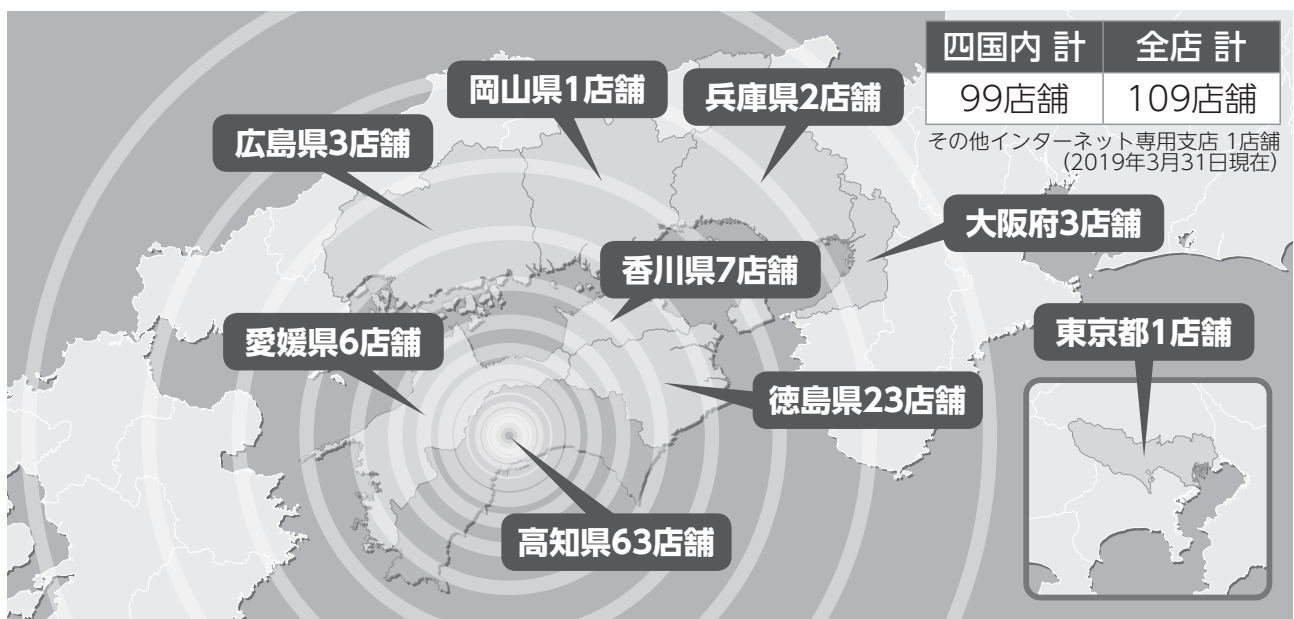 四国内 計 全店 計
99店舗 109店舗
その他インターネット専用支店 1店舗
(2019年3月31日現在)
岡山県1店舗
兵庫県2店舗
広島県3店舗
大阪府3店舗
香川県7店舗
愛媛県6店舗
東京都1店舗
徳島県23店舗
高知県63店舗